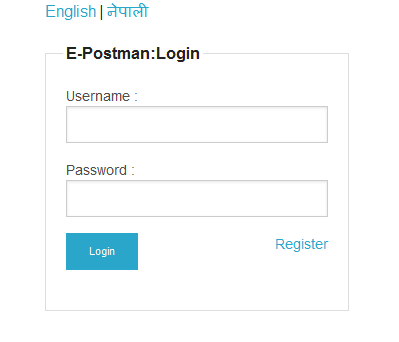 English | नेपाली
E-Postman:Login
Username :
Password :
Login
Register